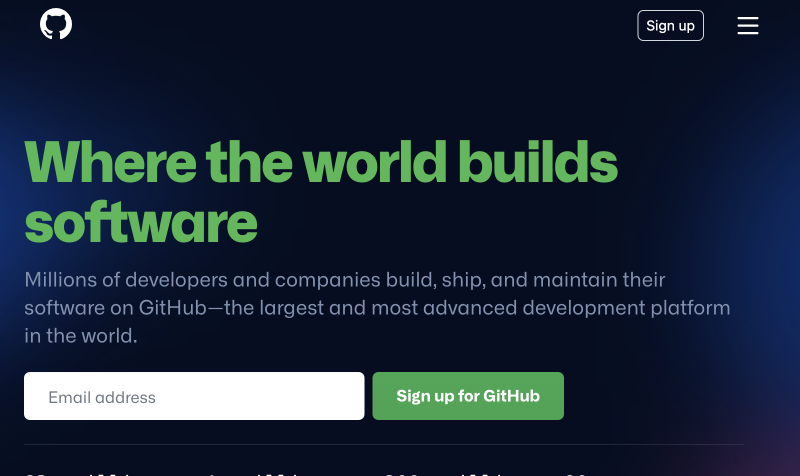 Sign up
Where the world builds
software
Millions of developers and companies build, ship, and maintain their
software on GitHub—the largest and most advanced development platform
in the world.
Email address
Sign up for GitHub